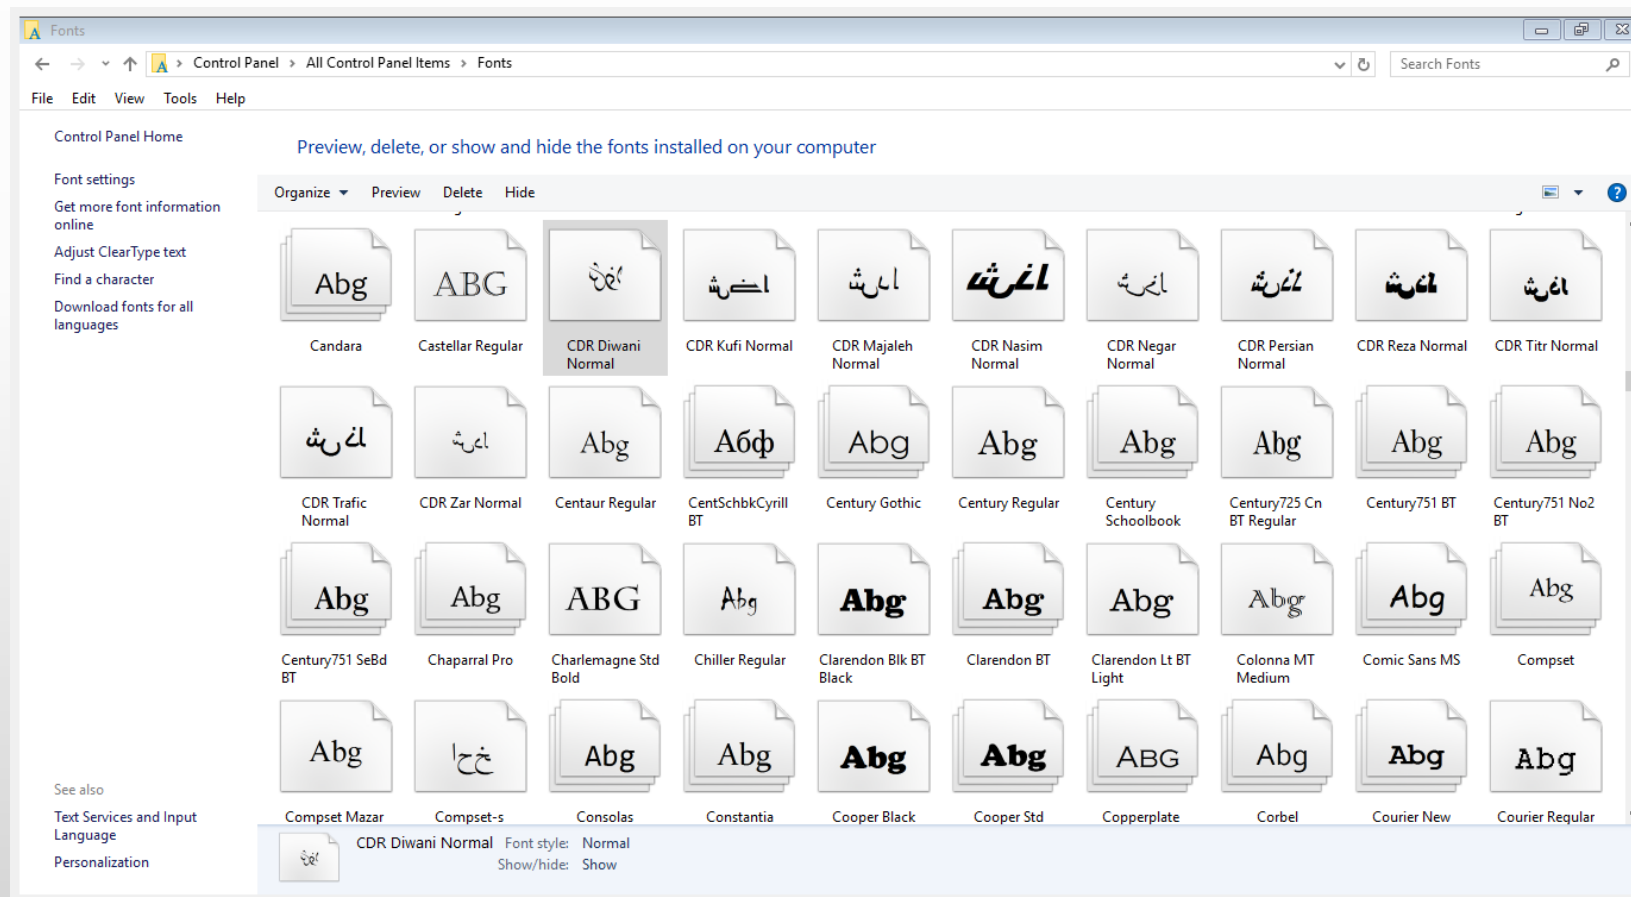 Fonts
Control Panel > All Control Panel Items > Fonts
Search Fonts
File Edit View Tools Help
Control Panel Home
Font settings
Get more font information
online
Adjust ClearType text
Find a character
Download fonts for all
languages
See also
Text Services and Input
Language
Personalization
Preview, delete, or show and hide the fonts installed on your computer
Organize Preview Delete Hide
Abg ABG
Candara Castellar Regular CDR Diwani CDR Kufi Normal CDR Majaleh CDR Nasim CDR Negar CDR Persian CDR Reza Normal CDR Titr Normal
Normal Normal Normal Normal Normal
Abg Абф Abg Abg Abg Abg Abg Abg
CDR Trafic CDR Zar Normal Centaur Regular CentSchbkCyrill Century Gothic Century Regular Century Century725 Cn Century751 BT Century751 No2
Normal BT Schoolbook BT Regular BT
Abg Abg ABG Abg Abg Abg Abg Abg Abg Abg
Century751 SeBd Chaparral Pro Charlemagne Std Chiller Regular Clarendon Blk BT Clarendon BT Clarendon Lt BT Colonna MT Comic Sans MS Compset
BT Bold Black Light Medium
Abg خحا Abg Abg Abg Abg ABG Abg Abg Abg
Compset Mazar Compset-s Consolas Constantia Cooper Black Cooper Std Copperplate Corbel Courier New Courier Regular
CDR Diwani Normal Font style: Normal
Show/hide: Show